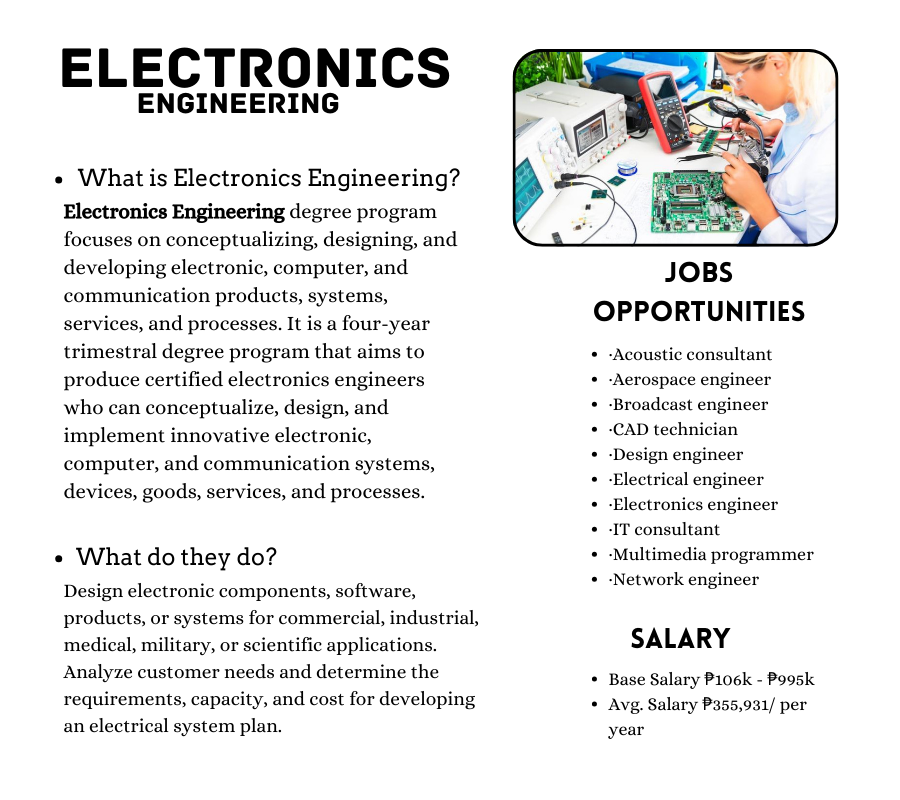 ELECTRONICS
ENGINEERING
• What is Electronics Engineering?
Electronics Engineering degree program
focuses on conceptualizing, designing, and
developing electronic, computer, and
communication products, systems,
services, and processes. It is a four-year
trimestral degree program that aims to
produce certified electronics engineers
who can conceptualize, design, and
implement innovative electronic,
computer, and communication systems,
devices, goods, services, and processes.
• What do they do?
Design electronic components, software,
products, or systems for commercial, industrial,
medical, military, or scientific applications.
Analyze customer needs and determine the
requirements, capacity, and cost for developing
an electrical system plan.
JOBS
OPPORTUNITIES
• ·Acoustic consultant
• ·Aerospace engineer
• ·Broadcast engineer
• ·CAD technician
• ·Design engineer
• ·Electrical engineer
• ·Electronics engineer
• ·IT consultant
• ·Multimedia programmer
• ·Network engineer
SALARY
• Base Salary ₱106k - ₱995k
• Avg. Salary ₱355,931/ per
year